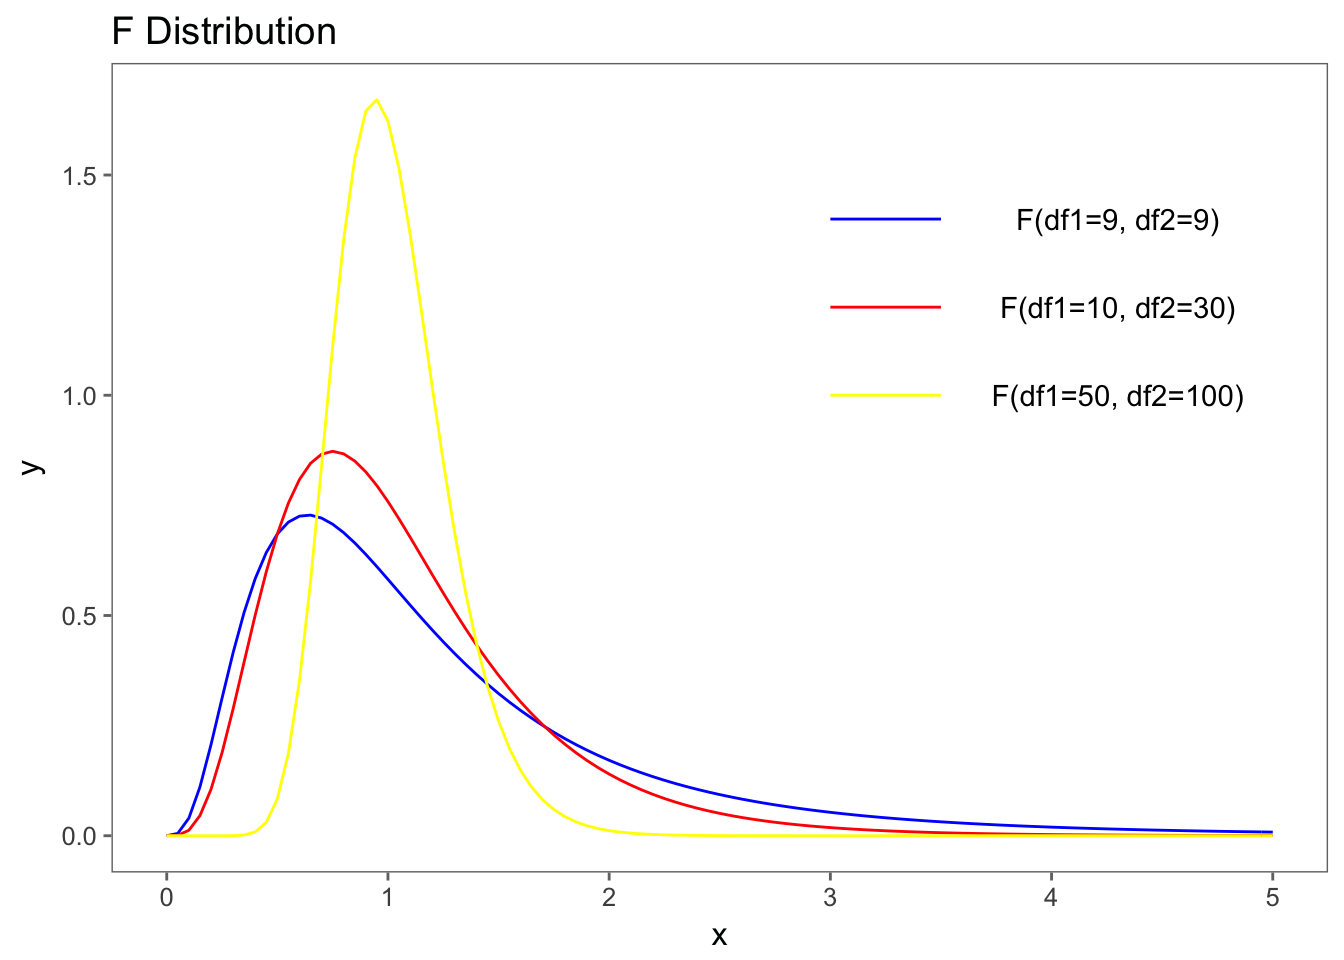 F Distribution
1.5
1.0
0.5
0.0
y
F(df1=9, df2=9)
F(df1=10, df2=30)
F(df1=50, df2=100)
0 1 2 3 4 5
x